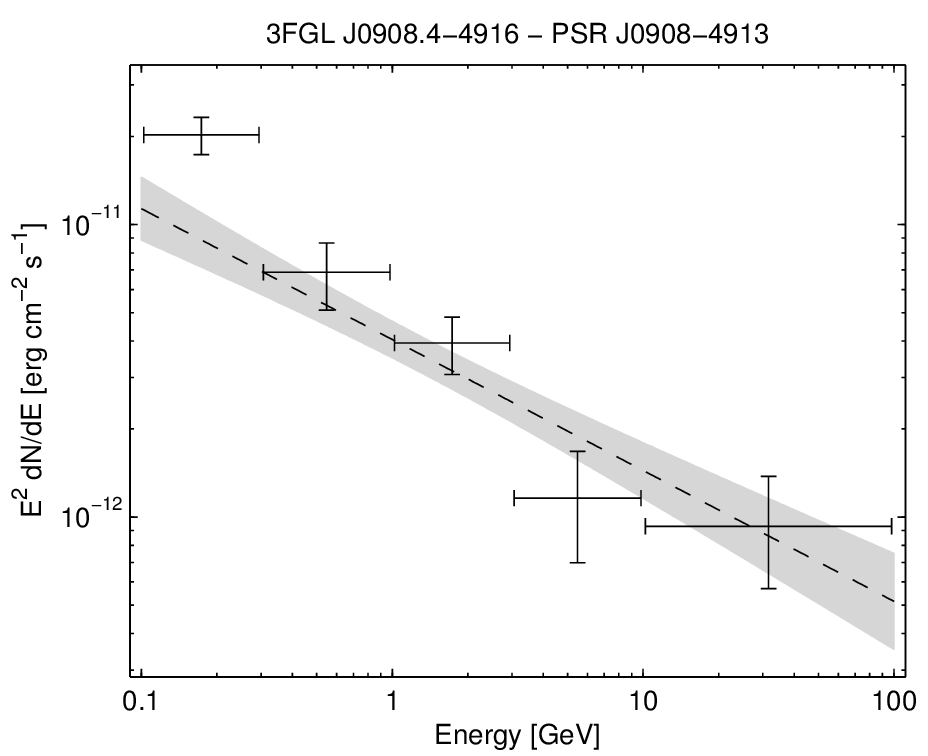 3FGL J0908.4−4916 − PSR J0908−4913
E² dN/dE [erg cm⁻² s⁻¹]
10⁻¹¹
10⁻¹²
0.1 1 10 100
Energy [GeV]